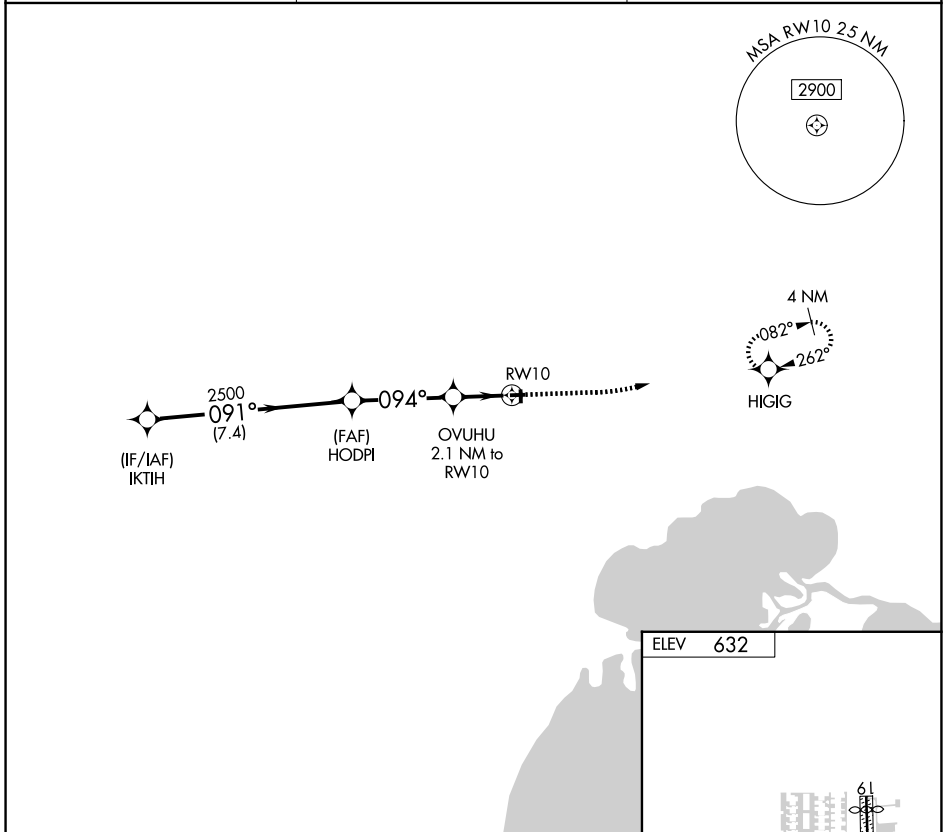 MSA RW10 25 NM
2900
4 NM
082°
262°
HIGIG
RW10
2500
091°
(7.4)
094°
(IF/IAF)
IKTIH
(FAF)
HODPI
OVUHU
2.1 NM to
RW10
ELEV 632
19